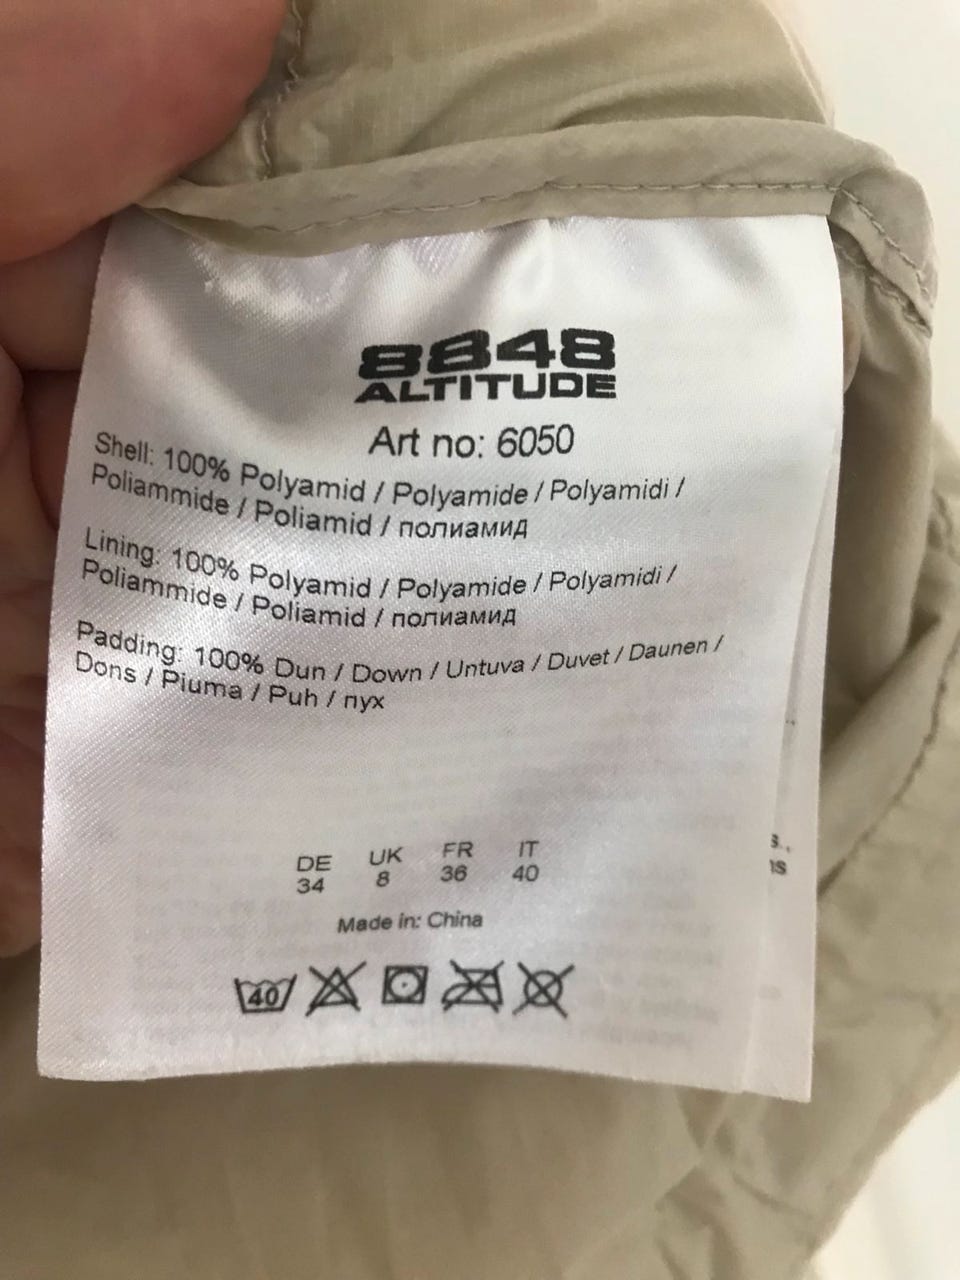 8848
ALTITUDE
Art no: 6050
Shell: 100% Polyamid / Polyamide / Polyamidi /
Poliammide / Poliamid / полиамид
Lining: 100% Polyamid / Polyamide / Polyamidi /
Poliammide / Poliamid / полиамид
Padding: 100% Dun / Down / Untuva / Duvet / Daunen /
Dons / Piuma / Puh / пух
DE UK FR IT
34 8 36 40
Made in: China
40